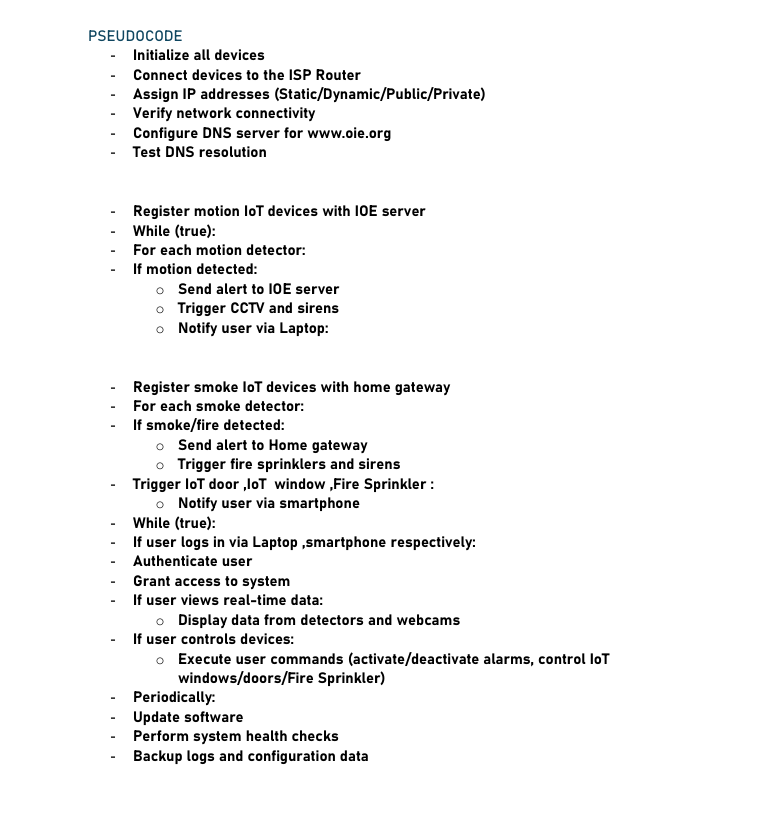 PSEUDOCODE
- Initialize all devices
- Connect devices to the ISP Router
- Assign IP addresses (Static/Dynamic/Public/Private)
- Verify network connectivity
- Configure DNS server for www.oie.org
- Test DNS resolution
- Register motion IoT devices with IOE server
- While (true):
- For each motion detector:
- If motion detected:
○ Send alert to IOE server
○ Trigger CCTV and sirens
○ Notify user via Laptop:
- Register smoke IoT devices with home gateway
- For each smoke detector:
- If smoke/fire detected:
○ Send alert to Home gateway
○ Trigger fire sprinklers and sirens
- Trigger IoT door ,IoT window ,Fire Sprinkler :
○ Notify user via smartphone
- While (true):
- If user logs in via Laptop ,smartphone respectively:
- Authenticate user
- Grant access to system
- If user views real-time data:
○ Display data from detectors and webcams
- If user controls devices:
○ Execute user commands (activate/deactivate alarms, control IoT
windows/doors/Fire Sprinkler)
- Periodically:
- Update software
- Perform system health checks
- Backup logs and configuration data